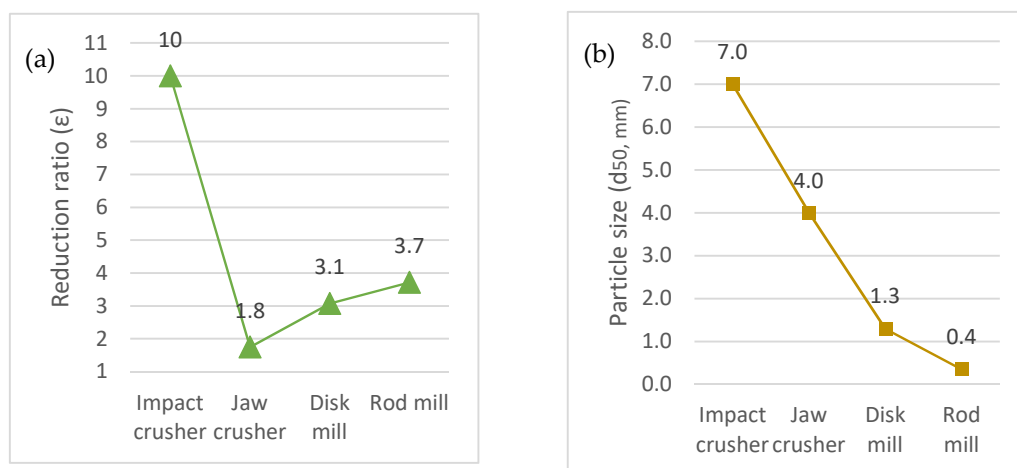 (a)
Reduction ratio (ε)
11
10
9
8
7
6
5
4
3
2
1
10
1.8
3.1
3.7
Impact
crusher
Jaw
crusher
Disk
mill
Rod mill
(b)
Particle size (d50, mm)
8.0
7.0
6.0
5.0
4.0
3.0
2.0
1.0
0.0
7.0
4.0
1.3
0.4
Impact
crusher
Jaw
crusher
Disk
mill
Rod
mill